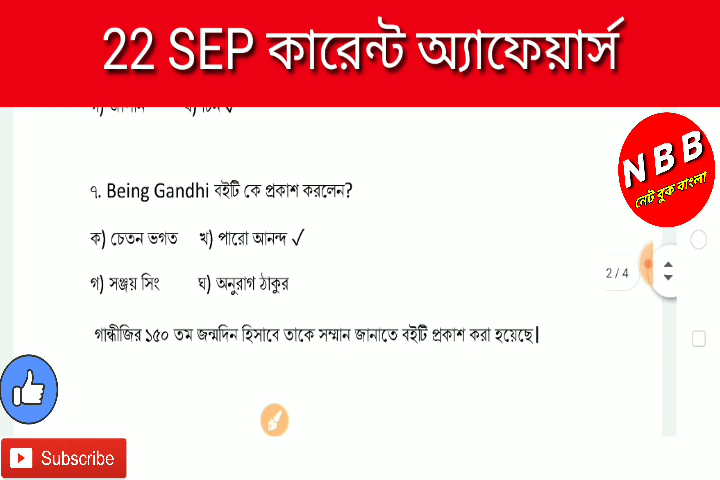 22 SEP কারেন্ট অ্যাফেয়ার্স
NBB
নেট বুক বাংলা
৭. Being Gandhi বইটি কে প্রকাশ করলেন?
ক) চেতন ভগত খ) পারো আনন্দ ✓
গ) সঞ্জয় সিং ঘ) অনুরাগ ঠাকুর
2 / 4
গান্ধীজির ১৫০ তম জন্মদিন হিসাবে তাকে সম্মান জানাতে বইটি প্রকাশ করা হয়েছে|
Subscribe